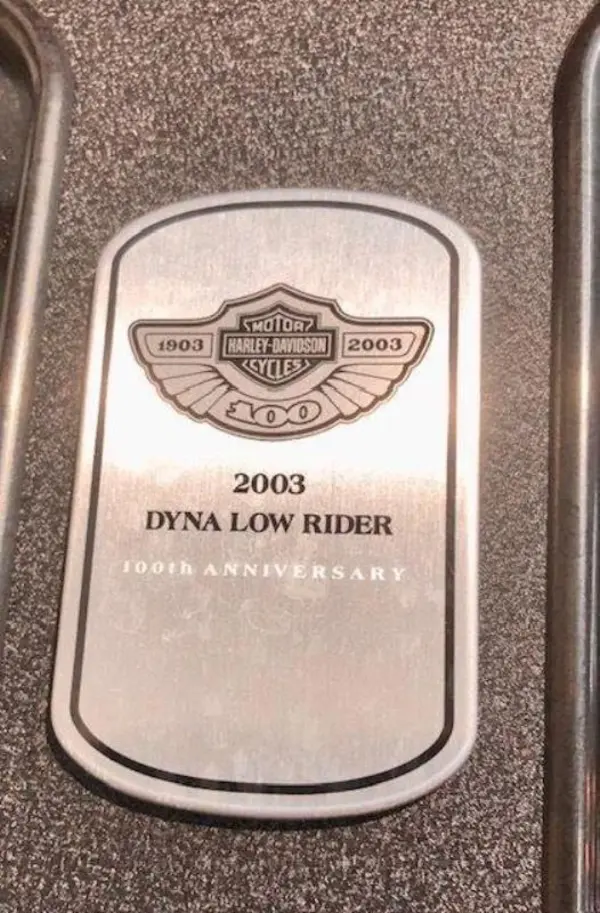 MOTOR
1903 HARLEY-DAVIDSON 2003
CYCLES
100
2003
DYNA LOW RIDER
100th ANNIVERSARY